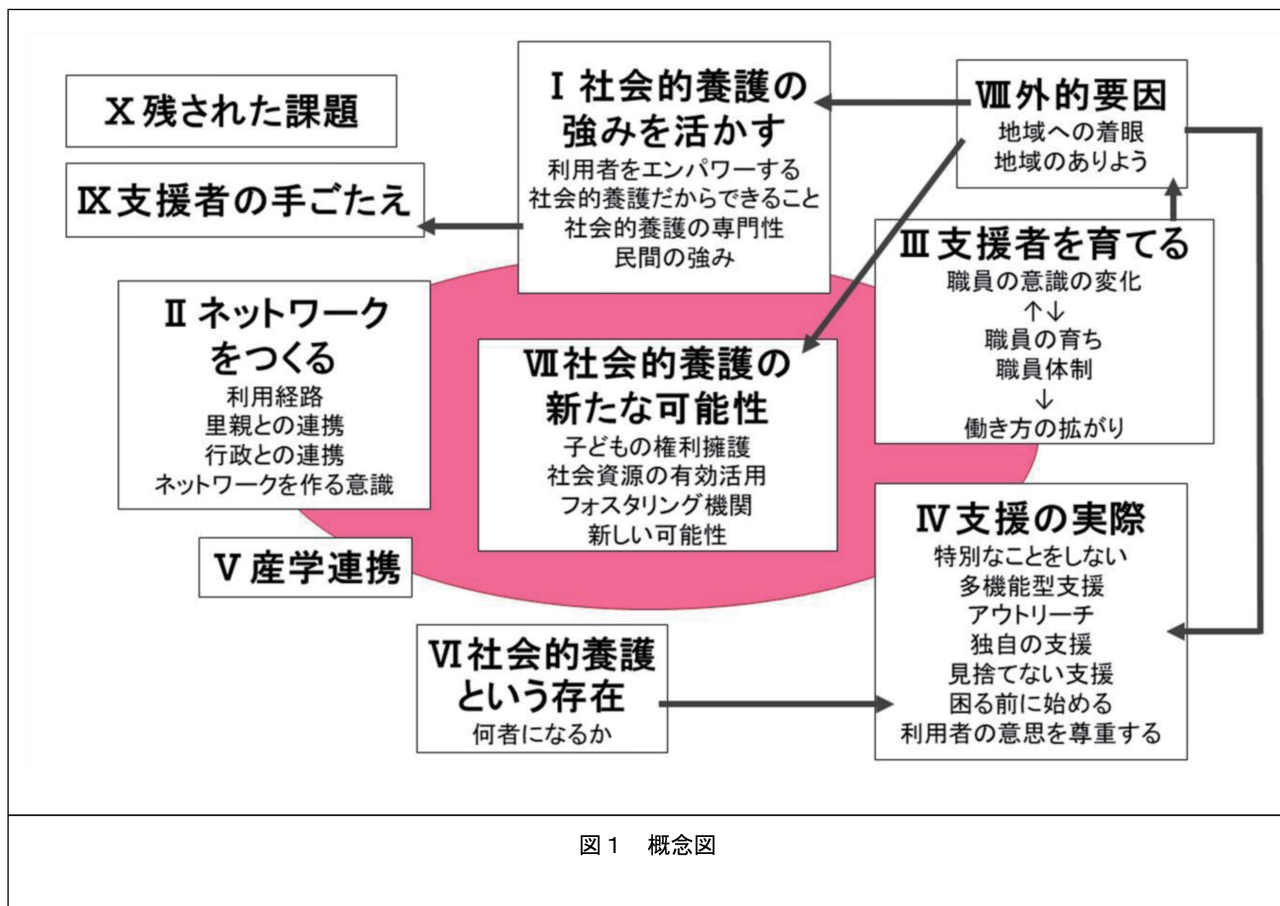 Ⅹ残された課題
Ⅸ支援者の手ごたえ
Ⅰ 社会的養護の
強みを活かす
利用者をエンパワーする
社会的養護だからできること
社会的養護の専門性
民間の強み
Ⅷ外的要因
地域への着眼
地域のありよう
Ⅲ支援者を育てる
職員の意識の変化
↑↓
職員の育ち
職員体制
↓
働き方の拡がり
Ⅱネットワーク
をつくる
利用経路
里親との連携
行政との連携
ネットワークを作る意識
Ⅶ社会的養護の
新たな可能性
子どもの権利擁護
社会資源の有効活用
フォスタリング機関
新しい可能性
Ⅴ産学連携
Ⅳ支援の実際
特別なことをしない
多機能型支援
アウトリーチ
独自の支援
見捨てない支援
困る前に始める
利用者の意思を尊重する
Ⅵ社会的養護
という存在
何者になるか
図１　概念図